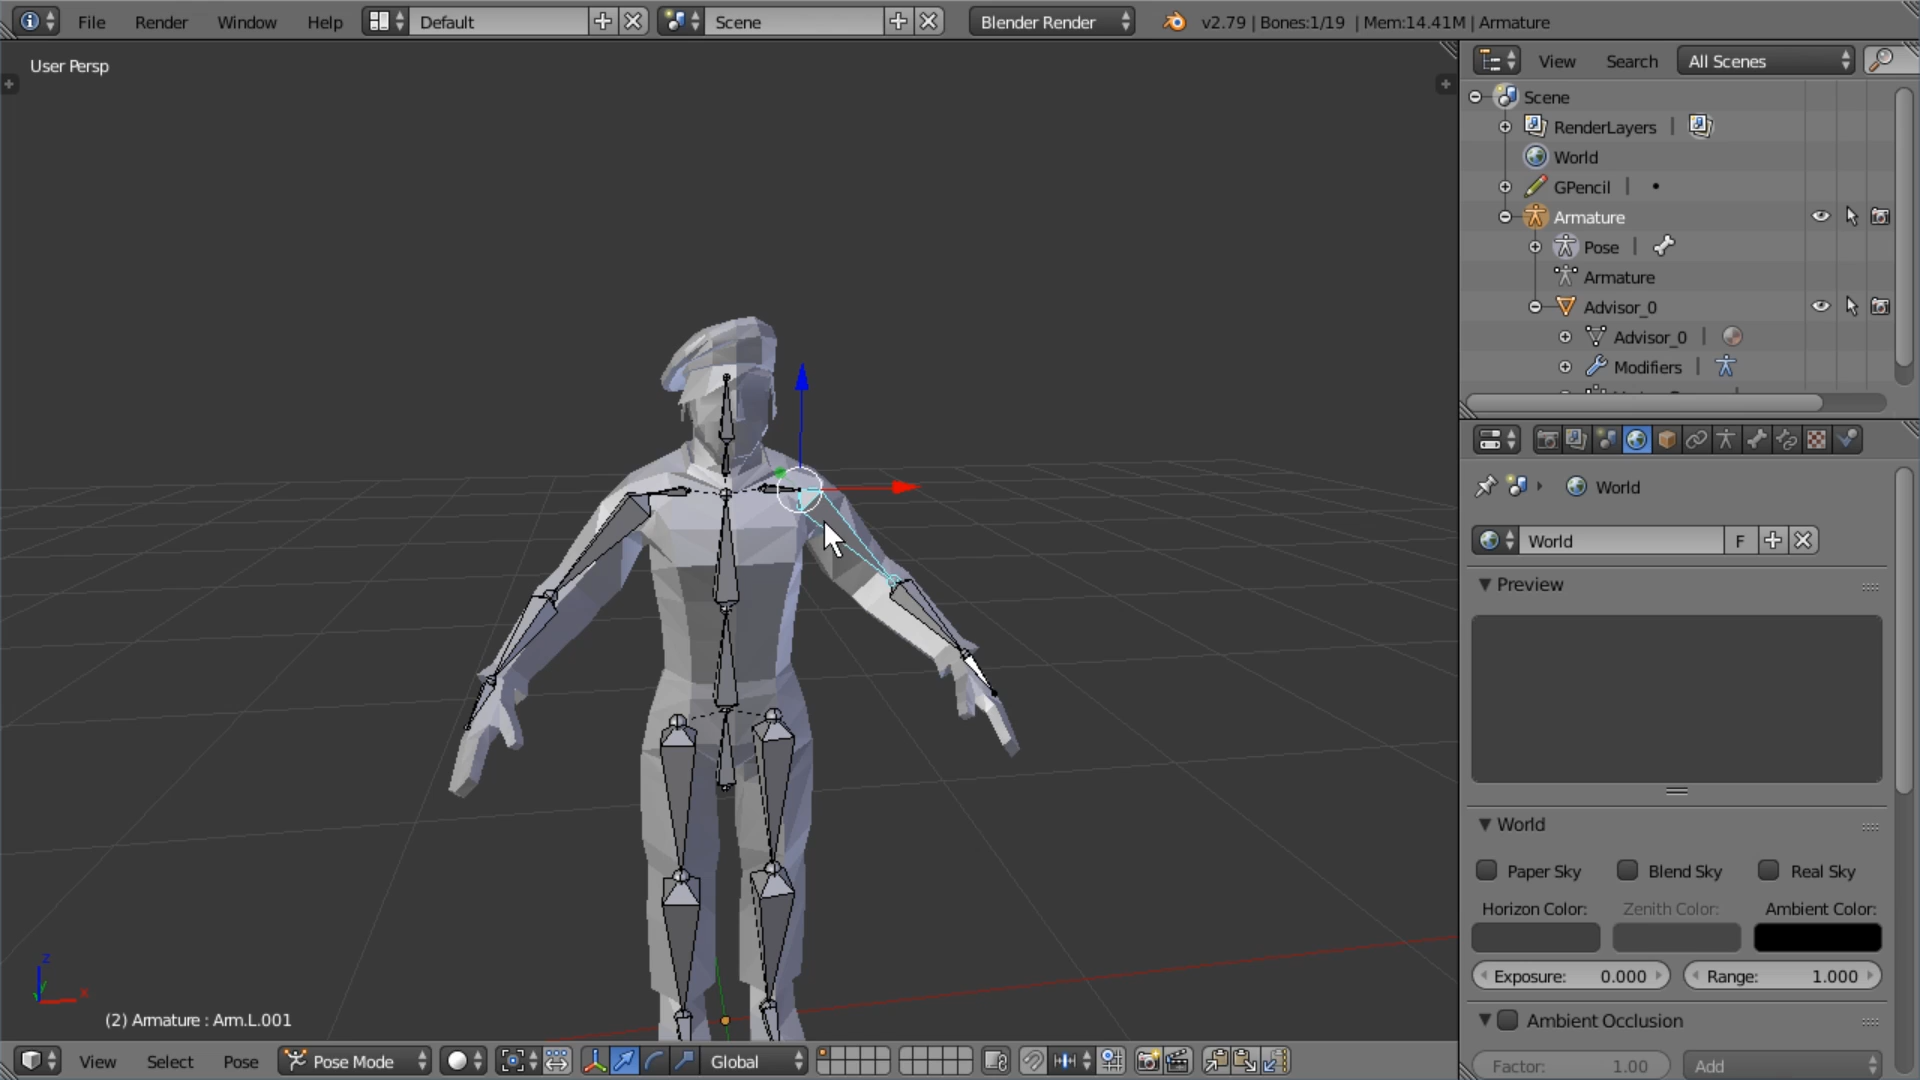 File Render Window Help Default Scene Blender Render v2.79 | Bones:1/19 | Mem:14.41M | Armature
User Persp
View Search All Scenes
Scene
RenderLayers
World
GPencil
Armature
Pose
Armature
Advisor_0
Advisor_0
Modifiers
World
World F
Preview
World
Paper Sky Blend Sky Real Sky
Horizon Color: Zenith Color: Ambient Color:
Exposure: 0.000 Range: 1.000
Ambient Occlusion
Factor: 1.00 Add
z
x
(2) Armature : Arm.L.001
View Select Pose Pose Mode Global